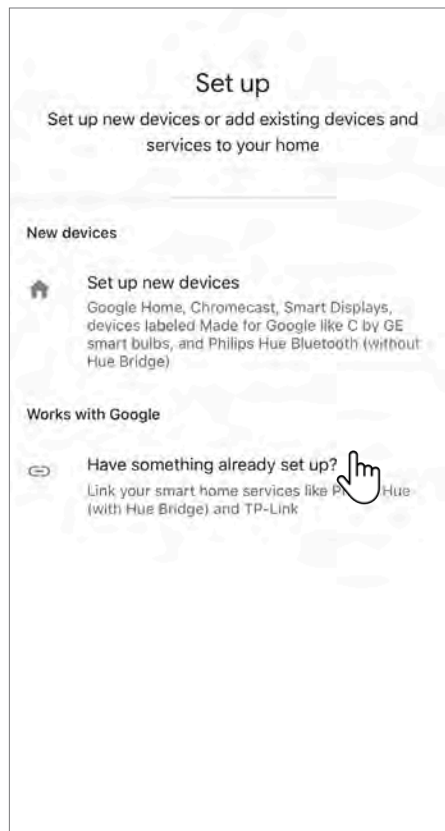 Set up
Set up new devices or add existing devices and
services to your home
New devices
Set up new devices
Google Home, Chromecast, Smart Displays,
devices labeled Made for Google like C by GE
smart bulbs, and Philips Hue Bluetooth (without
Hue Bridge)
Works with Google
Have something already set up?
Link your smart home services like Hue
(with Hue Bridge) and TP-Link